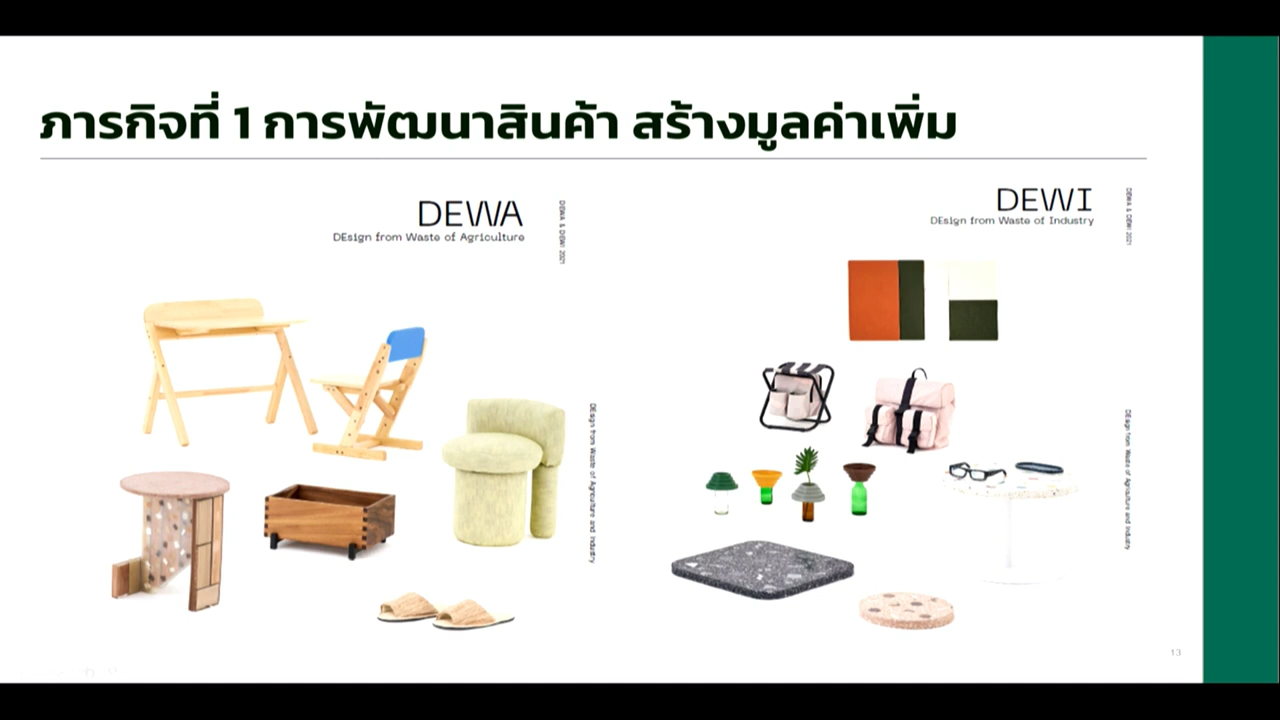 ภารกิจที่ 1 การพัฒนาสินค้า สร้างมูลค่าเพิ่ม
DEWA
DEsign from Waste of Agriculture
DEWA & DEWI 2021
DEsign from Waste of Agriculture and Industry
DEWI
DEsign from Waste of Industry
DEWA & DEWI 2021
DEsign from Waste of Agriculture and Industry
13